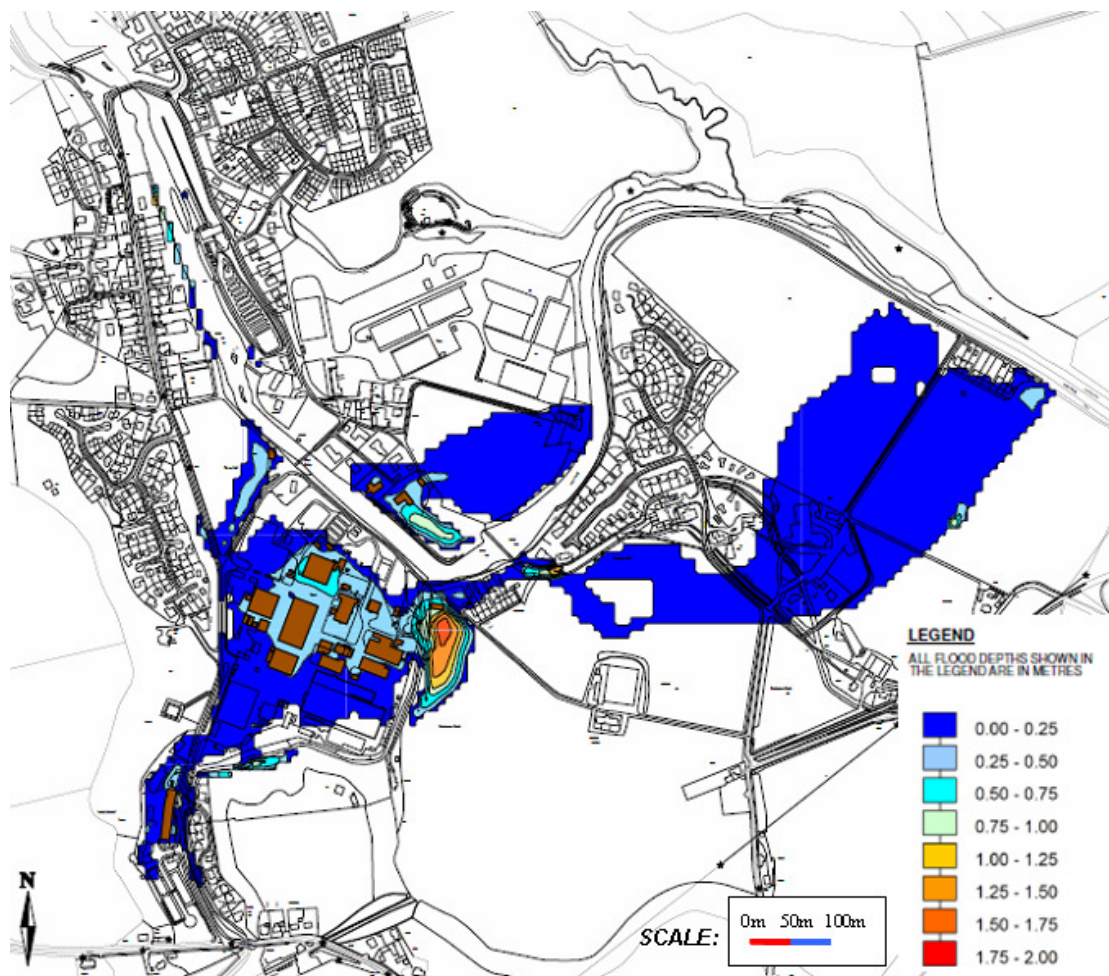 LEGEND
ALL FLOOD DEPTHS SHOWN IN
THE LEGEND ARE IN METRES
0.00 - 0.25
0.25 - 0.50
0.50 - 0.75
0.75 - 1.00
1.00 - 1.25
1.25 - 1.50
1.50 - 1.75
1.75 - 2.00
N
SCALE:
0m 50m 100m